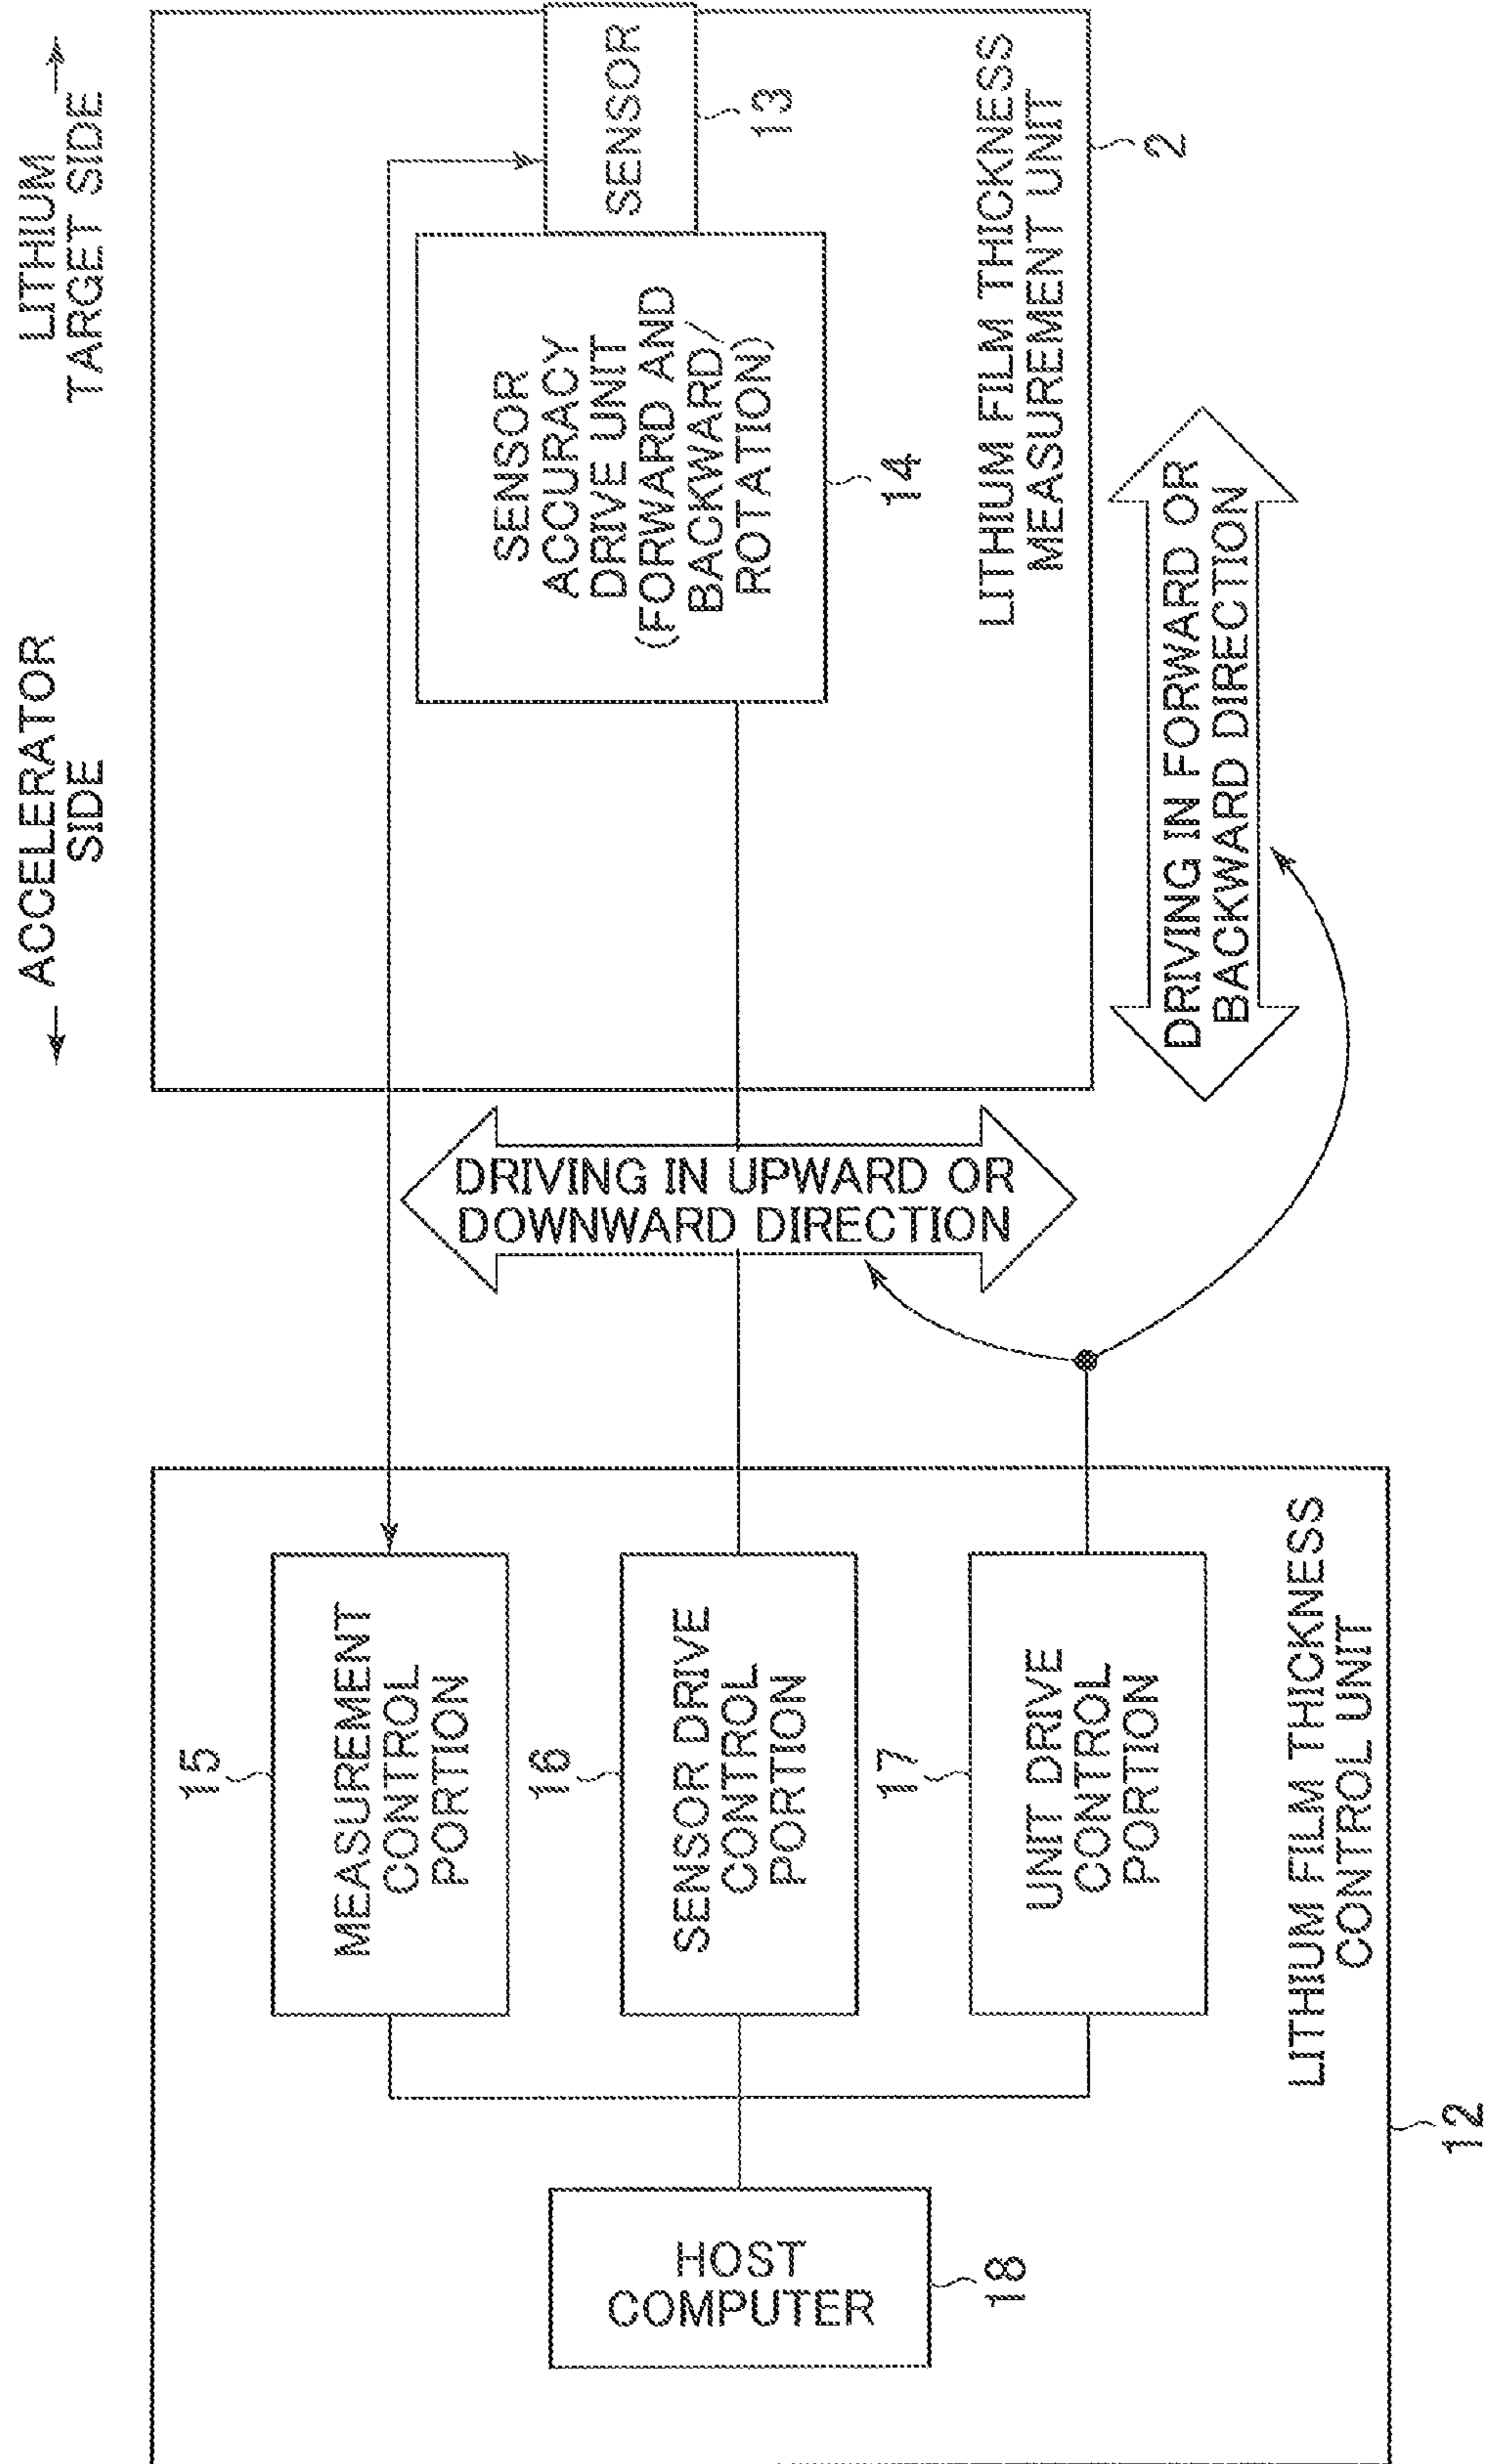 ← ACCELERATOR
SIDE
LITHIUM →
TARGET SIDE
SENSOR
13
SENSOR
ACCURACY
DRIVE UNIT
(FORWARD AND
BACKWARD/
ROTATION)
14
LITHIUM FILM THICKNESS
MEASUREMENT UNIT
2
DRIVING IN UPWARD OR
DOWNWARD DIRECTION
DRIVING IN FORWARD OR
BACKWARD DIRECTION
15
MEASUREMENT
CONTROL
PORTION
16
SENSOR DRIVE
CONTROL
PORTION
17
UNIT DRIVE
CONTROL
PORTION
HOST
COMPUTER
18
LITHIUM FILM THICKNESS
CONTROL UNIT
12